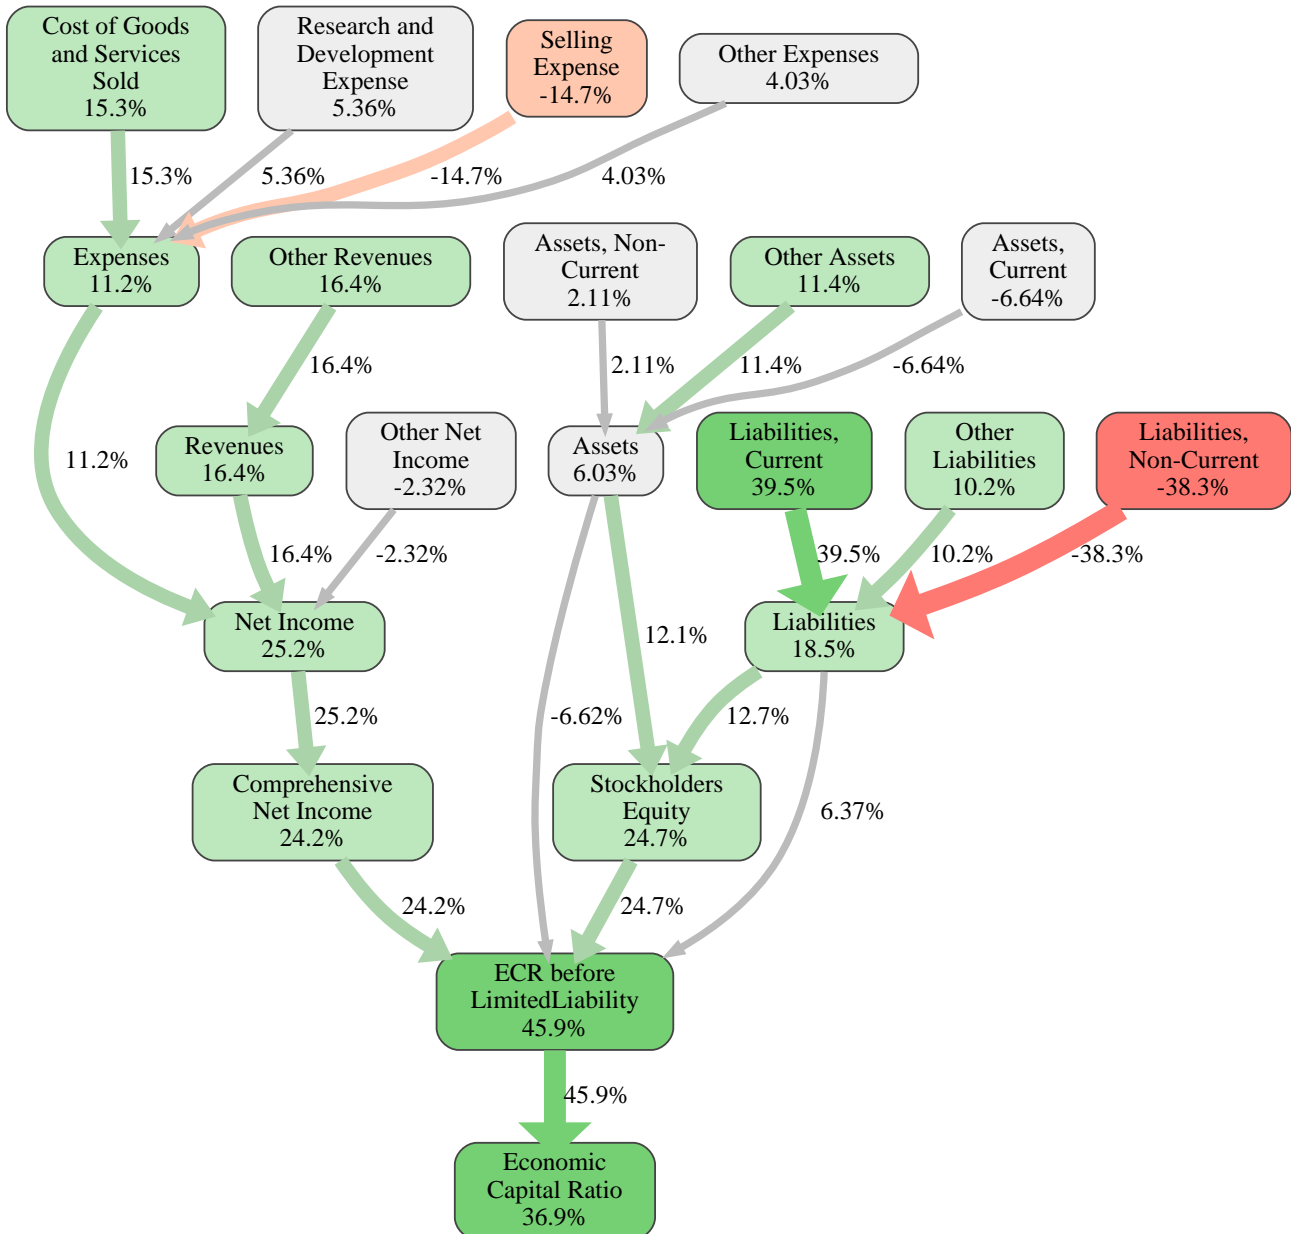 Cost of Goods
and Services
Sold
15.3%
Research and
Development
Expense
5.36%
Selling
Expense
-14.7%
Other Expenses
4.03%
15.3%
5.36%
-14.7%
4.03%
Expenses
11.2%
Other Revenues
16.4%
Assets, Non-
Current
2.11%
Other Assets
11.4%
Assets,
Current
-6.64%
16.4%
2.11%
11.4%
-6.64%
11.2%
Revenues
16.4%
Other Net
Income
-2.32%
Assets
6.03%
Liabilities,
Current
39.5%
Other
Liabilities
10.2%
Liabilities,
Non-Current
-38.3%
16.4%
-2.32%
39.5%
10.2%
-38.3%
Net Income
25.2%
12.1%
Liabilities
18.5%
25.2%
-6.62%
12.7%
Comprehensive
Net Income
24.2%
Stockholders
Equity
24.7%
6.37%
24.2%
24.7%
ECR before
LimitedLiability
45.9%
45.9%
Economic
Capital Ratio
36.9%